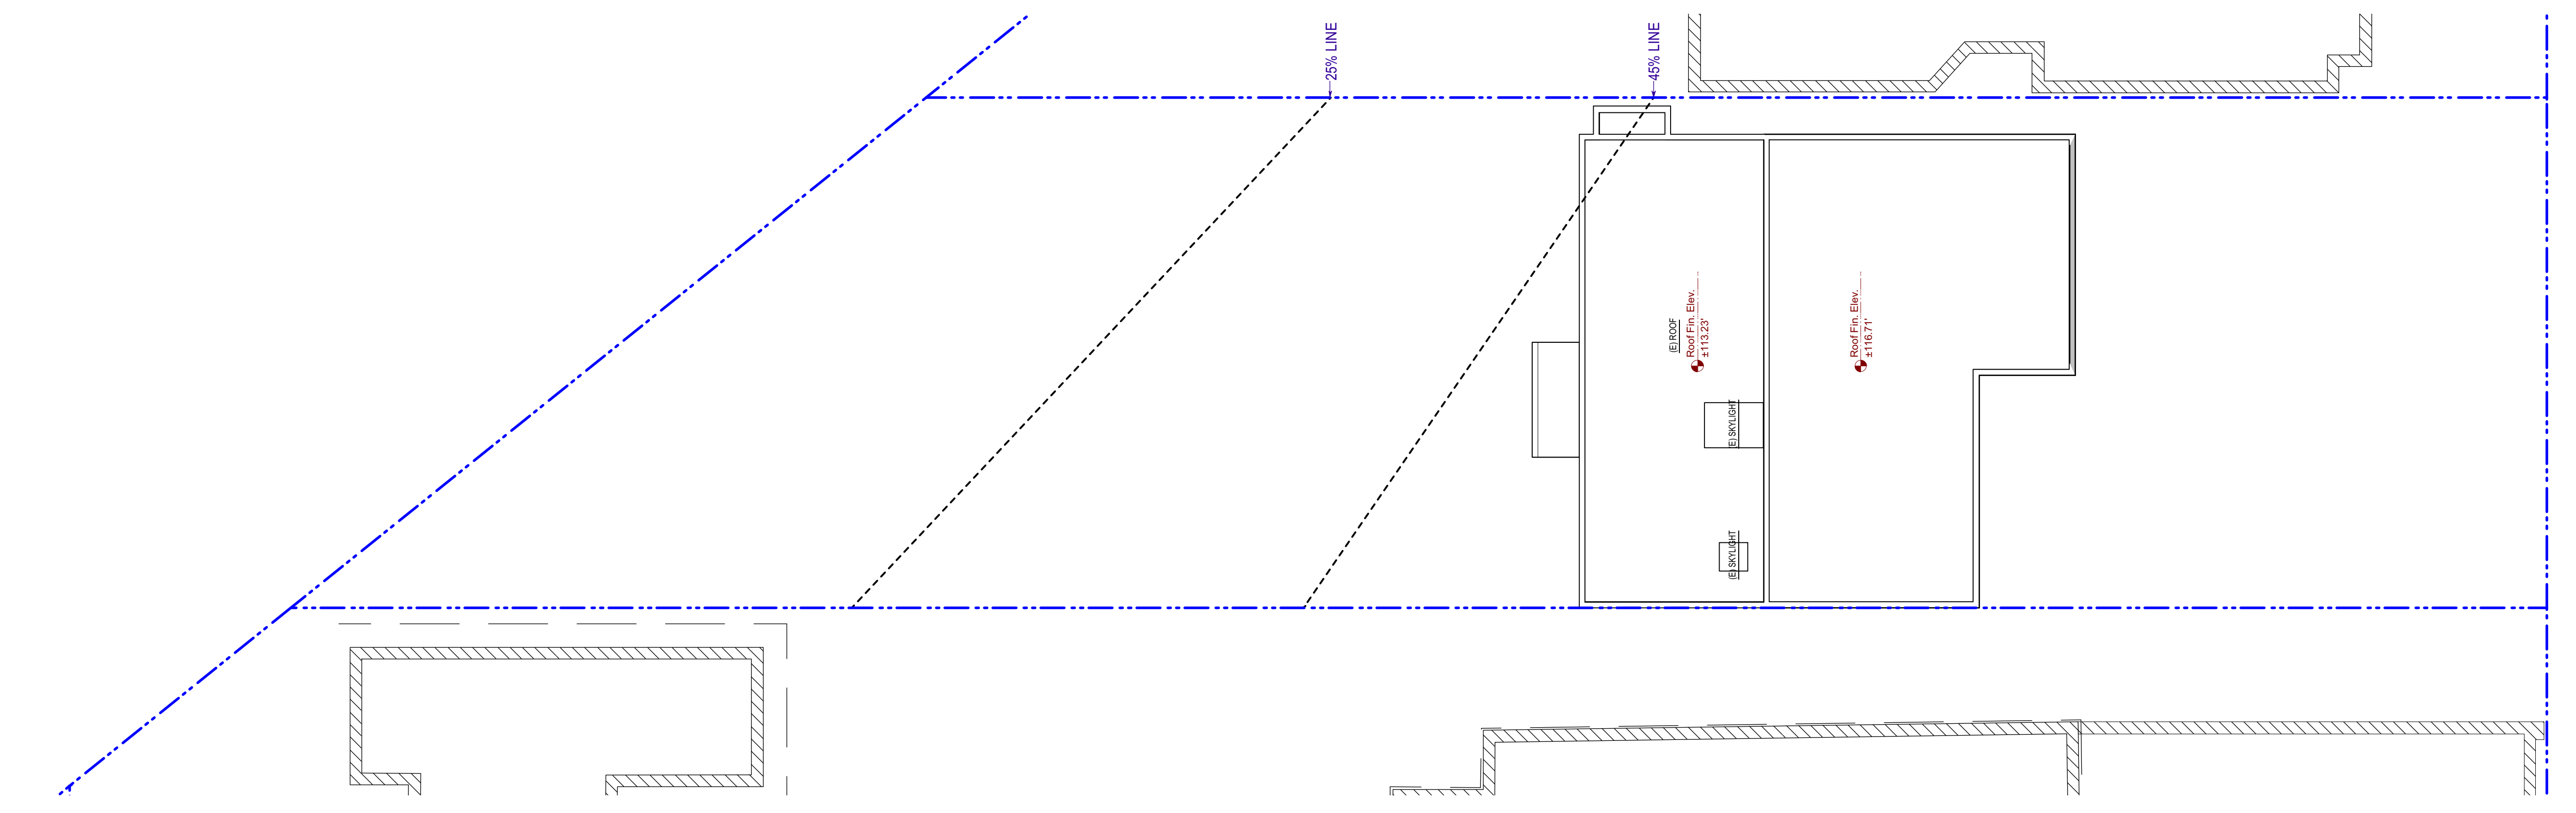 25% LINE
45% LINE
(E) ROOF
Roof Fin. Elev.
±113.23'
Roof Fin. Elev.
±116.71'
(E) SKYLIGHT
(E) SKYLIGHT